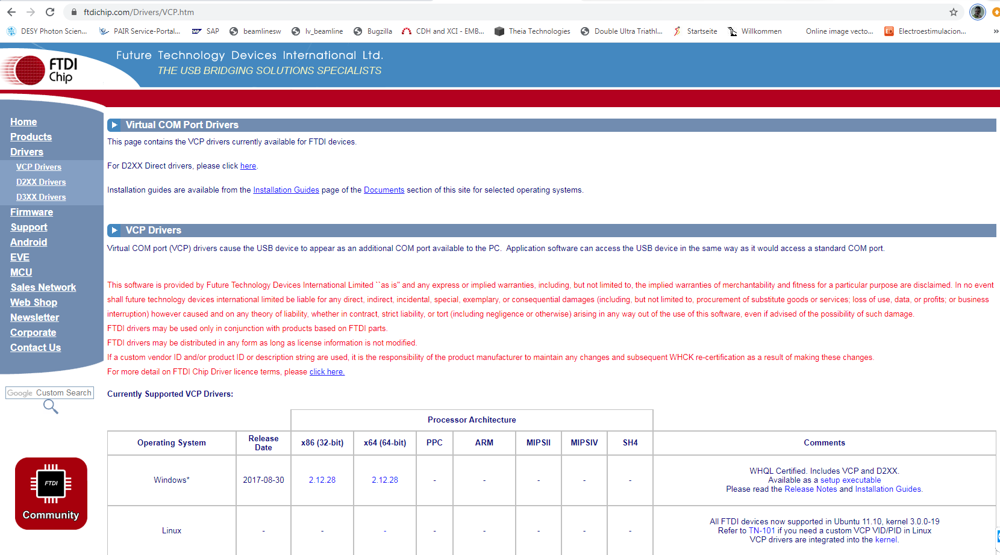 ftdichip.com/Drivers/VCP.htm
DESY Photon Scien...
PAIR Service-Portal...
SAP
beamlinesw
lv_beamline
Bugzilla
CDH and XCI - EMB...
Theia Technologies
Double Ultra Triathl...
Startseite
Willkommen
Online image vecto...
ED
Electroestimulacion...
»
Future Technology Devices International Ltd.
THE USB BRIDGING SOLUTIONS SPECIALISTS
FTDI
Chip
Home
Products
Drivers
VCP Drivers
D2XX Drivers
D3XX Drivers
Firmware
Support
Android
EVE
MCU
Sales Network
Web Shop
Newsletter
Corporate
Contact Us
Google Custom Search
FTDI
Community
Virtual COM Port Drivers
This page contains the VCP drivers currently available for FTDI devices.
For D2XX Direct drivers, please click here.
Installation guides are available from the Installation Guides page of the Documents section of this site for selected operating systems.
VCP Drivers
Virtual COM port (VCP) drivers cause the USB device to appear as an additional COM port available to the PC.  Application software can access the USB device in the same way as it would access a standard COM port.
This software is provided by Future Technology Devices International Limited ``as is'' and any express or implied warranties, including, but not limited to, the implied warranties of merchantability and fitness for a particular purpose are disclaimed. In no event
shall future technology devices international limited be liable for any direct, indirect, incidental, special, exemplary, or consequential damages (including, but not limited to, procurement of substitute goods or services; loss of use, data, or profits; or business
interruption) however caused and on any theory of liability, whether in contract, strict liability, or tort (including negligence or otherwise) arising in any way out of the use of this software, even if advised of the possibility of such damage.
FTDI drivers may be used only in conjunction with products based on FTDI parts.
FTDI drivers may be distributed in any form as long as license information is not modified.
If a custom vendor ID and/or product ID or description string are used, it is the responsibility of the product manufacturer to maintain any changes and subsequent WHCK re-certification as a result of making these changes.
For more detail on FTDI Chip Driver licence terms, please click here.
Currently Supported VCP Drivers:
Processor Architecture
Operating System
Release
Date
x86 (32-bit)
x64 (64-bit)
PPC
ARM
MIPSII
MIPSIV
SH4
Comments
Windows*
2017-08-30
2.12.28
2.12.28
-
-
-
-
-
WHQL Certified. Includes VCP and D2XX.
Available as a setup executable
Please read the Release Notes and Installation Guides.
Linux
-
-
-
-
-
-
-
-
All FTDI devices now supported in Ubuntu 11.10, kernel 3.0.0-19
Refer to TN-101 if you need a custom VCP VID/PID in Linux
VCP drivers are integrated into the kernel.